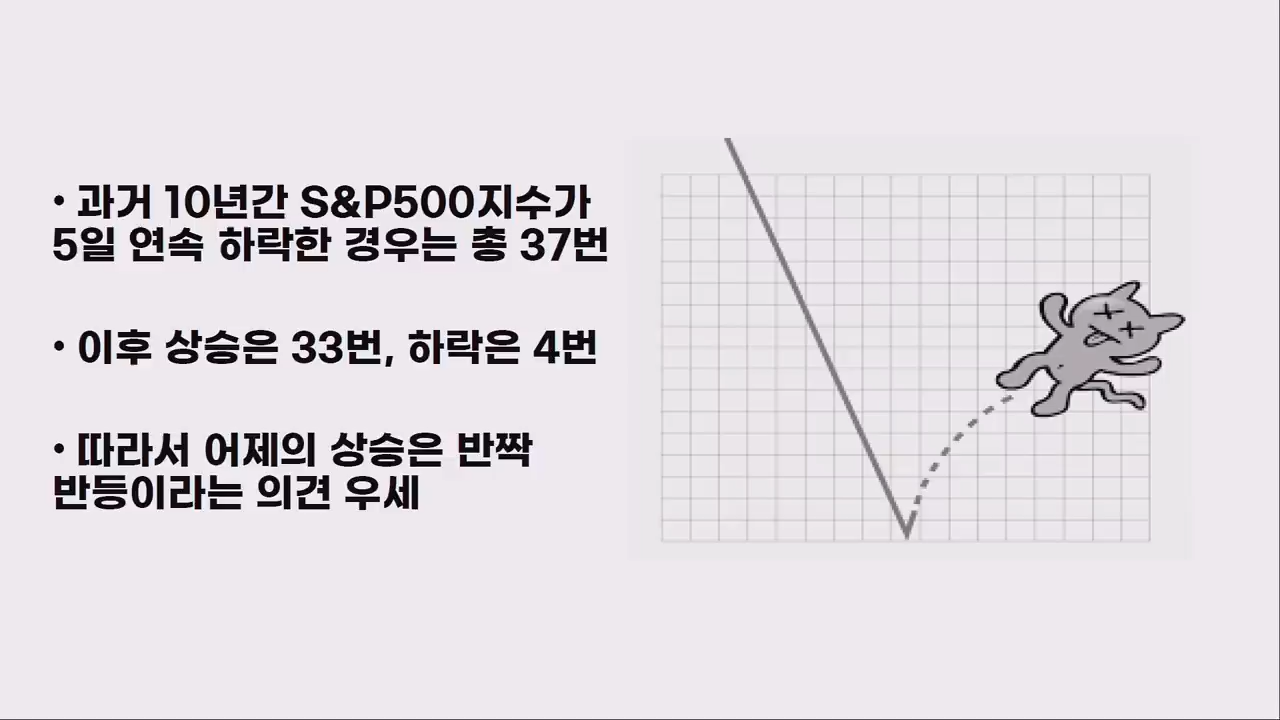 • 과거 10년간 S&P500지수가
5일 연속 하락한 경우는 총 37번
• 이후 상승은 33번, 하락은 4번
• 따라서 어제의 상승은 반짝
반등이라는 의견 우세